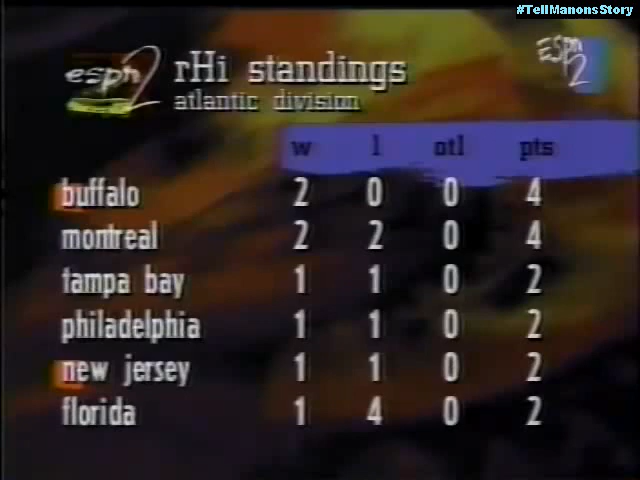 #TellManonsStory
espn2 rHi standings ESPN2
atlantic division
w l otl pts
buffalo 2 0 0 4
montreal 2 2 0 4
tampa bay 1 1 0 2
philadelphia 1 1 0 2
new jersey 1 1 0 2
florida 1 4 0 2